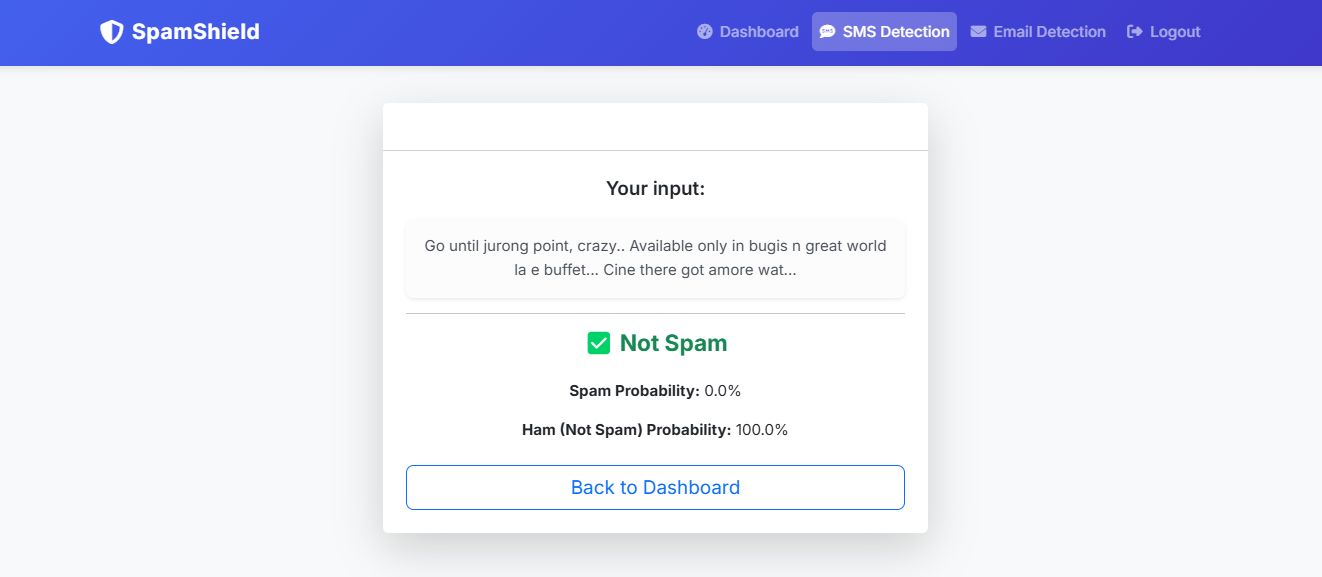 SpamShield
Dashboard
SMS Detection
Email Detection
Logout
Your input:
Go until jurong point, crazy.. Available only in bugis n great world
la e buffet... Cine there got amore wat...
Not Spam
Spam Probability: 0.0%
Ham (Not Spam) Probability: 100.0%
Back to Dashboard